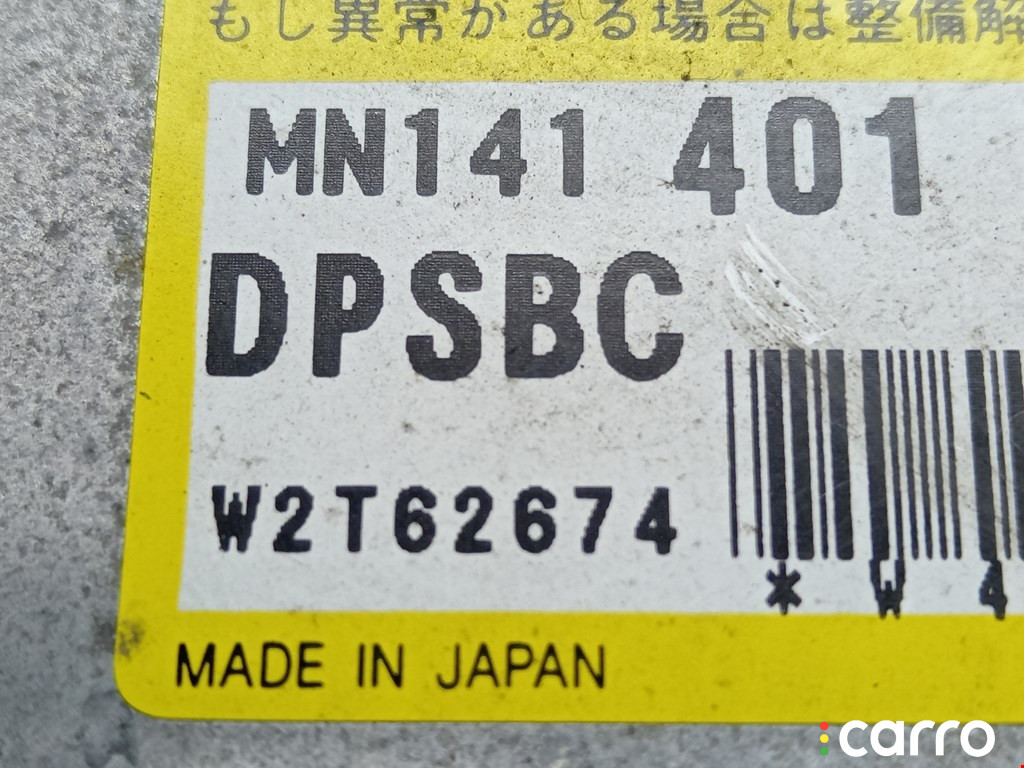 もし異常がある場合は整備解
MN141 401
DPSBC
W2T62674
*W4
MADE IN JAPAN
carro